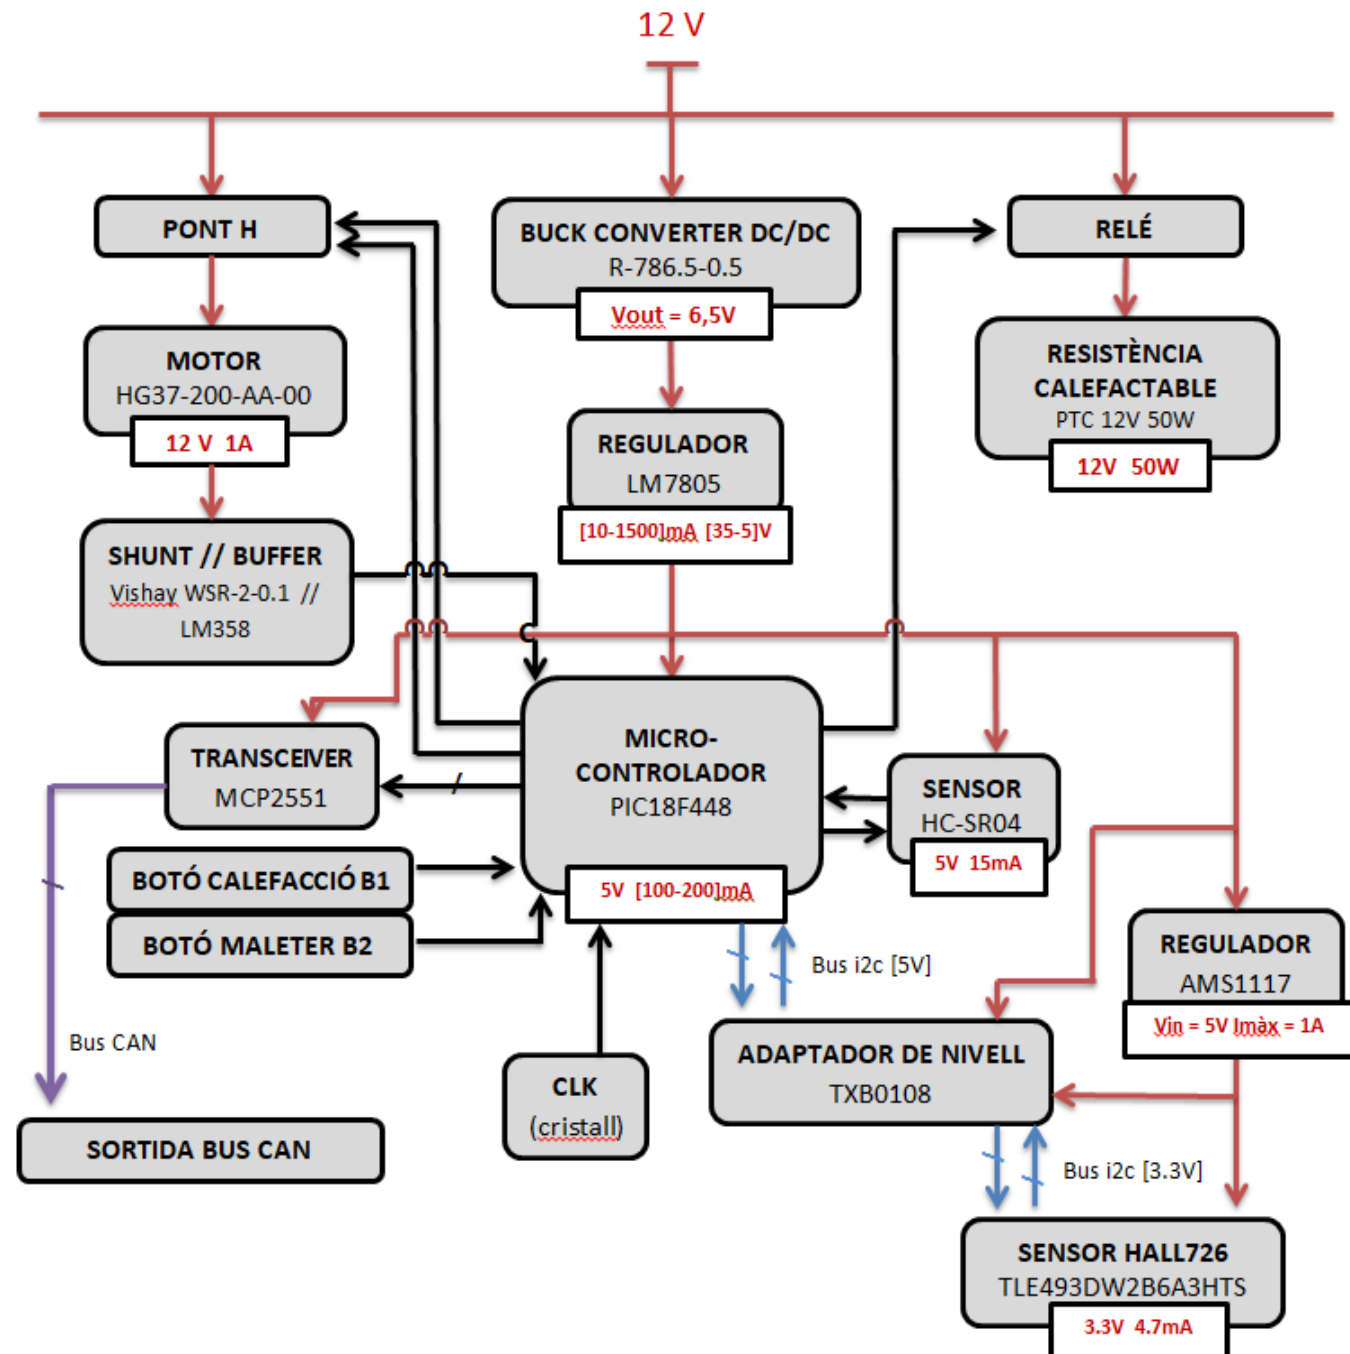 12 V
PONT H
BUCK CONVERTER DC/DC
R-786.5-0.5
Vout = 6,5V
RELÉ
MOTOR
HG37-200-AA-00
12 V 1A
RESISTÈNCIA
CALEFACTABLE
PTC 12V 50W
12V 50W
REGULADOR
LM7805
[10-1500]mA [35-5]V
SHUNT // BUFFER
Vishay WSR-2-0.1 //
LM358
MICRO-
CONTROLADOR
PIC18F448
5V [100-200]mA
TRANSCEIVER
MCP2551
SENSOR
HC-SR04
5V 15mA
BOTÓ CALEFACCIÓ B1
BOTÓ MALETER B2
Bus i2c [5V]
REGULADOR
AMS1117
Vin = 5V Imàx = 1A
Bus CAN
CLK
(cristall)
ADAPTADOR DE NIVELL
TXB0108
SORTIDA BUS CAN
Bus i2c [3.3V]
SENSOR HALL726
TLE493DW2B6A3HTS
3.3V 4.7mA